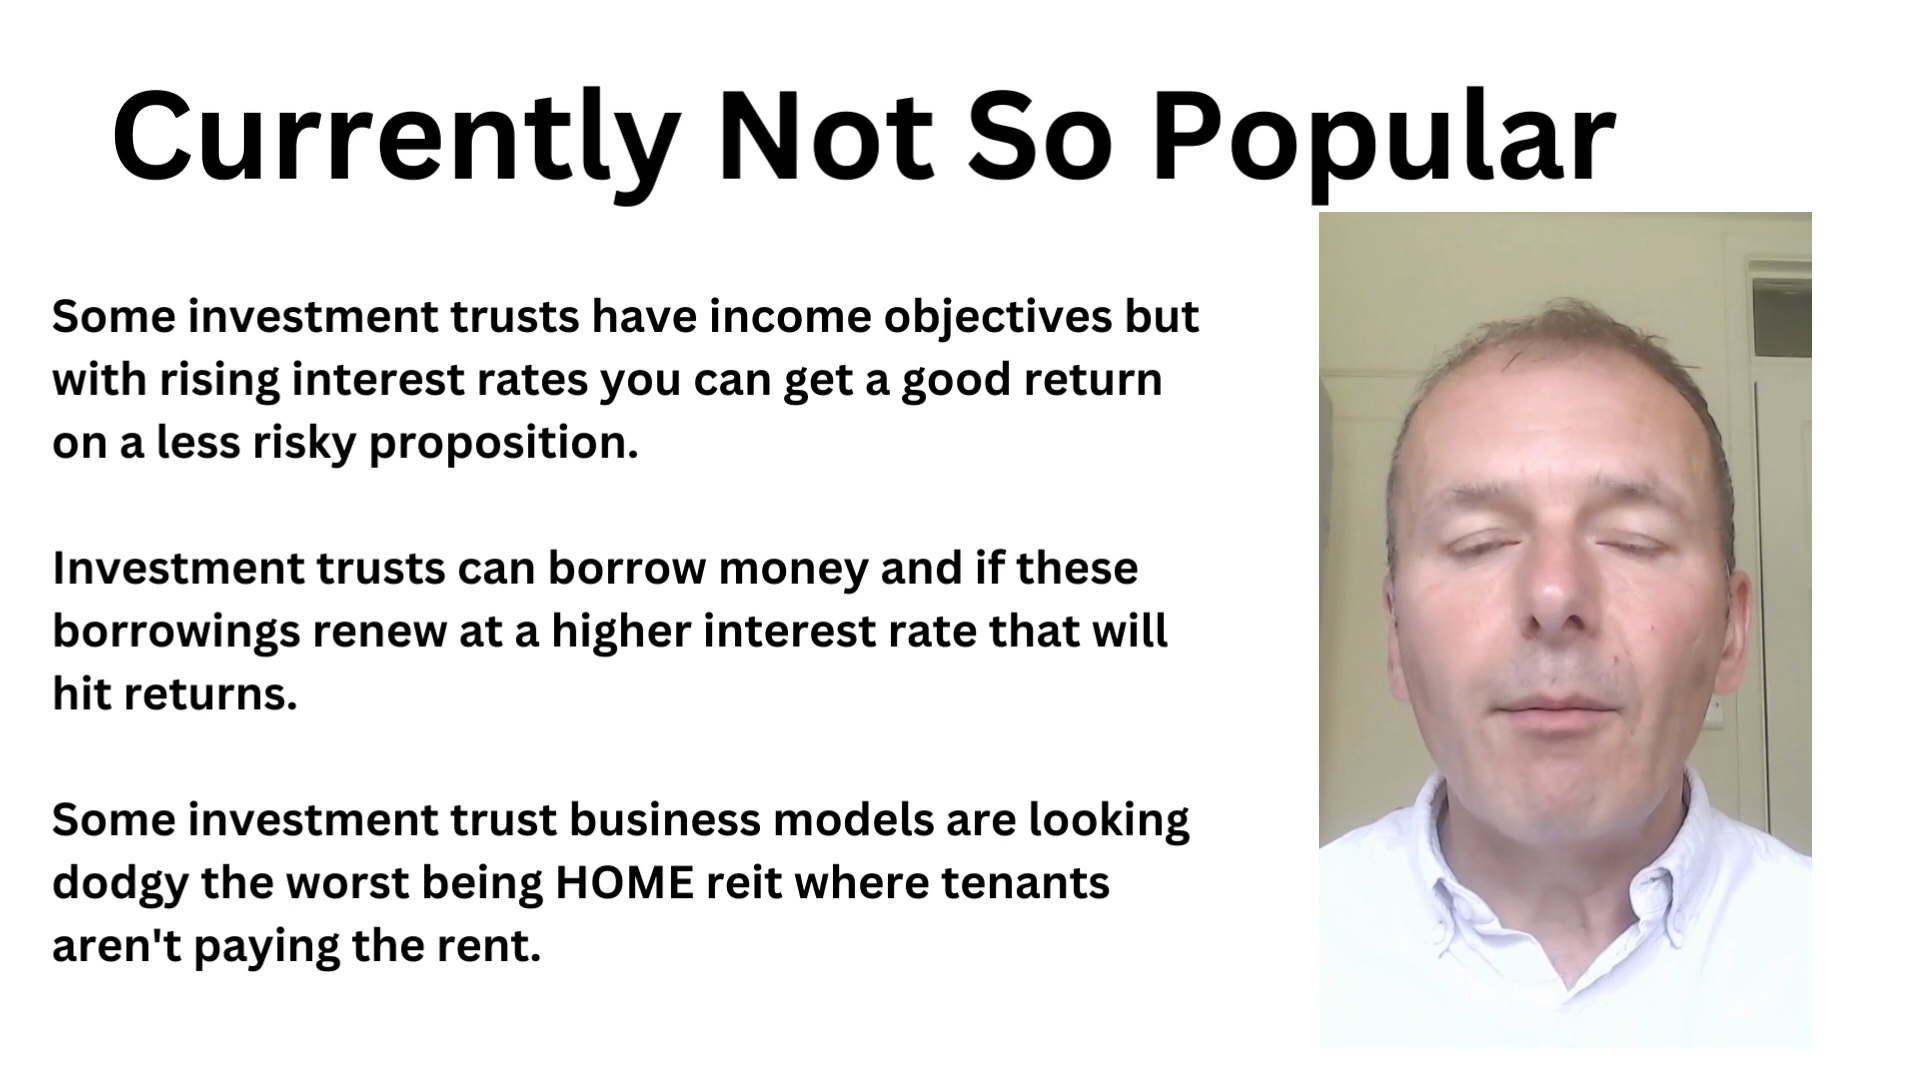 Currently Not So Popular
Some investment trusts have income objectives but
with rising interest rates you can get a good return
on a less risky proposition.
Investment trusts can borrow money and if these
borrowings renew at a higher interest rate that will
hit returns.
Some investment trust business models are looking
dodgy the worst being HOME reit where tenants
aren't paying the rent.